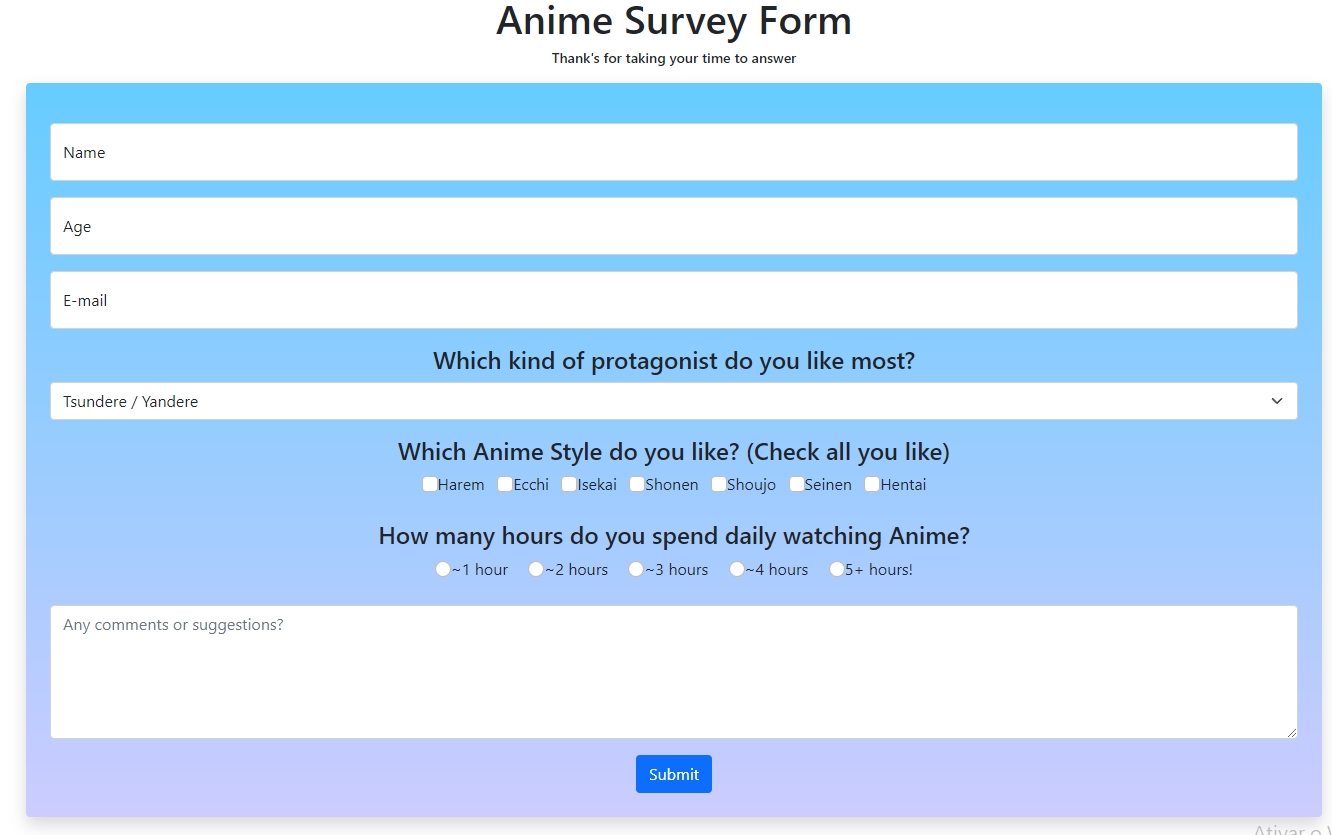 Anime Survey Form
Thank's for taking your time to answer
Name
Age
E-mail
Which kind of protagonist do you like most?
Tsundere / Yandere
Which Anime Style do you like? (Check all you like)
Harem Ecchi Isekai Shonen Shoujo Seinen Hentai
How many hours do you spend daily watching Anime?
~1 hour ~2 hours ~3 hours ~4 hours 5+ hours!
Any comments or suggestions?
Submit
Ativar o